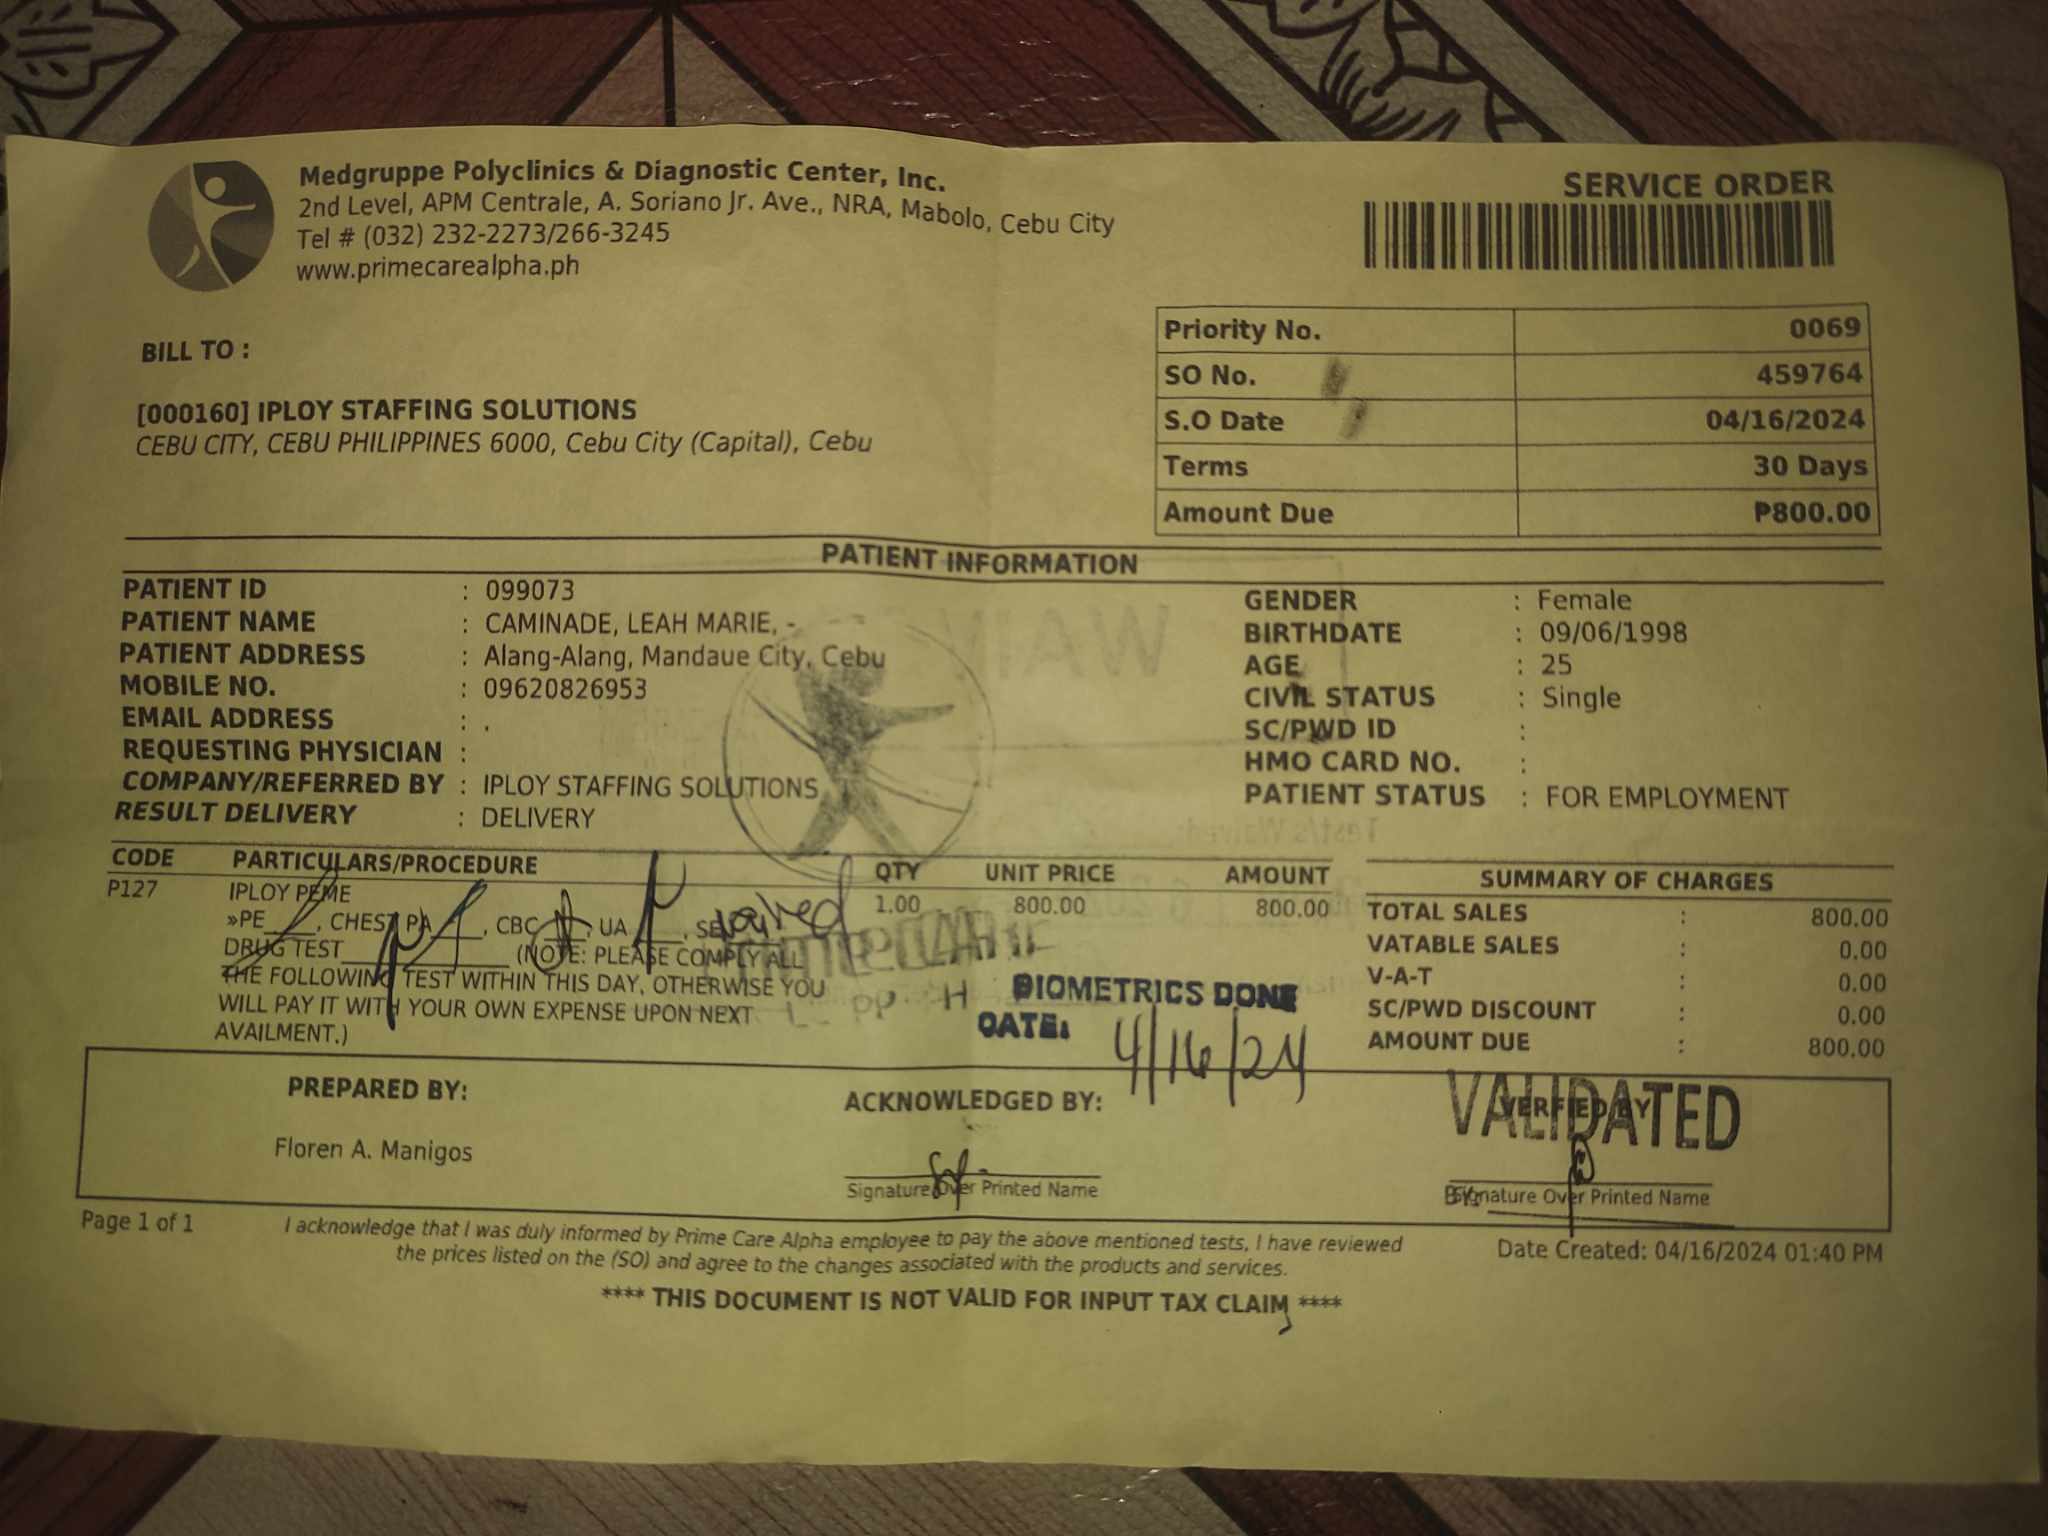 Medgruppe Polyclinics & Diagnostic Center, Inc.
2nd Level, APM Centrale, A. Soriano Jr. Ave., NRA, Mabolo, Cebu City
Tel # (032) 232-2273/266-3245
www.primecarealpha.ph
SERVICE ORDER
BILL TO :
[000160] IPLOY STAFFING SOLUTIONS
CEBU CITY, CEBU PHILIPPINES 6000, Cebu City (Capital), Cebu
Priority No. 0069
SO No. 459764
S.O Date 04/16/2024
Terms 30 Days
Amount Due ₱800.00
PATIENT INFORMATION
PATIENT ID : 099073
PATIENT NAME : CAMINADE, LEAH MARIE, -
PATIENT ADDRESS : Alang-Alang, Mandaue City, Cebu
MOBILE NO. : 09620826953
EMAIL ADDRESS : .
REQUESTING PHYSICIAN :
COMPANY/REFERRED BY : IPLOY STAFFING SOLUTIONS
RESULT DELIVERY : DELIVERY
GENDER : Female
BIRTHDATE : 09/06/1998
AGE : 25
CIVIL STATUS : Single
SC/PWD ID :
HMO CARD NO. :
PATIENT STATUS : FOR EMPLOYMENT
CODE PARTICULARS/PROCEDURE QTY UNIT PRICE AMOUNT
P127 IPLOY PEME 1.00 800.00 800.00
»PE___, CHEST PA____, CBC___, UA____, SE waived
DRUG TEST______________ (NOTE: PLEASE COMPLY ALL
THE FOLLOWING TEST WITHIN THIS DAY, OTHERWISE YOU
WILL PAY IT WITH YOUR OWN EXPENSE UPON NEXT
AVAILMENT.)
BIOMETRICS DONE
DATE: 4/16/24
SUMMARY OF CHARGES
TOTAL SALES : 800.00
VATABLE SALES : 0.00
V-A-T : 0.00
SC/PWD DISCOUNT : 0.00
AMOUNT DUE : 800.00
PREPARED BY:
Floren A. Manigos
ACKNOWLEDGED BY:
Signature Over Printed Name
VERFIED BY
VALIDATED
BY:
Signature Over Printed Name
Page 1 of 1
I acknowledge that I was duly informed by Prime Care Alpha employee to pay the above mentioned tests, I have reviewed
the prices listed on the (SO) and agree to the changes associated with the products and services.
Date Created: 04/16/2024 01:40 PM
**** THIS DOCUMENT IS NOT VALID FOR INPUT TAX CLAIM ****